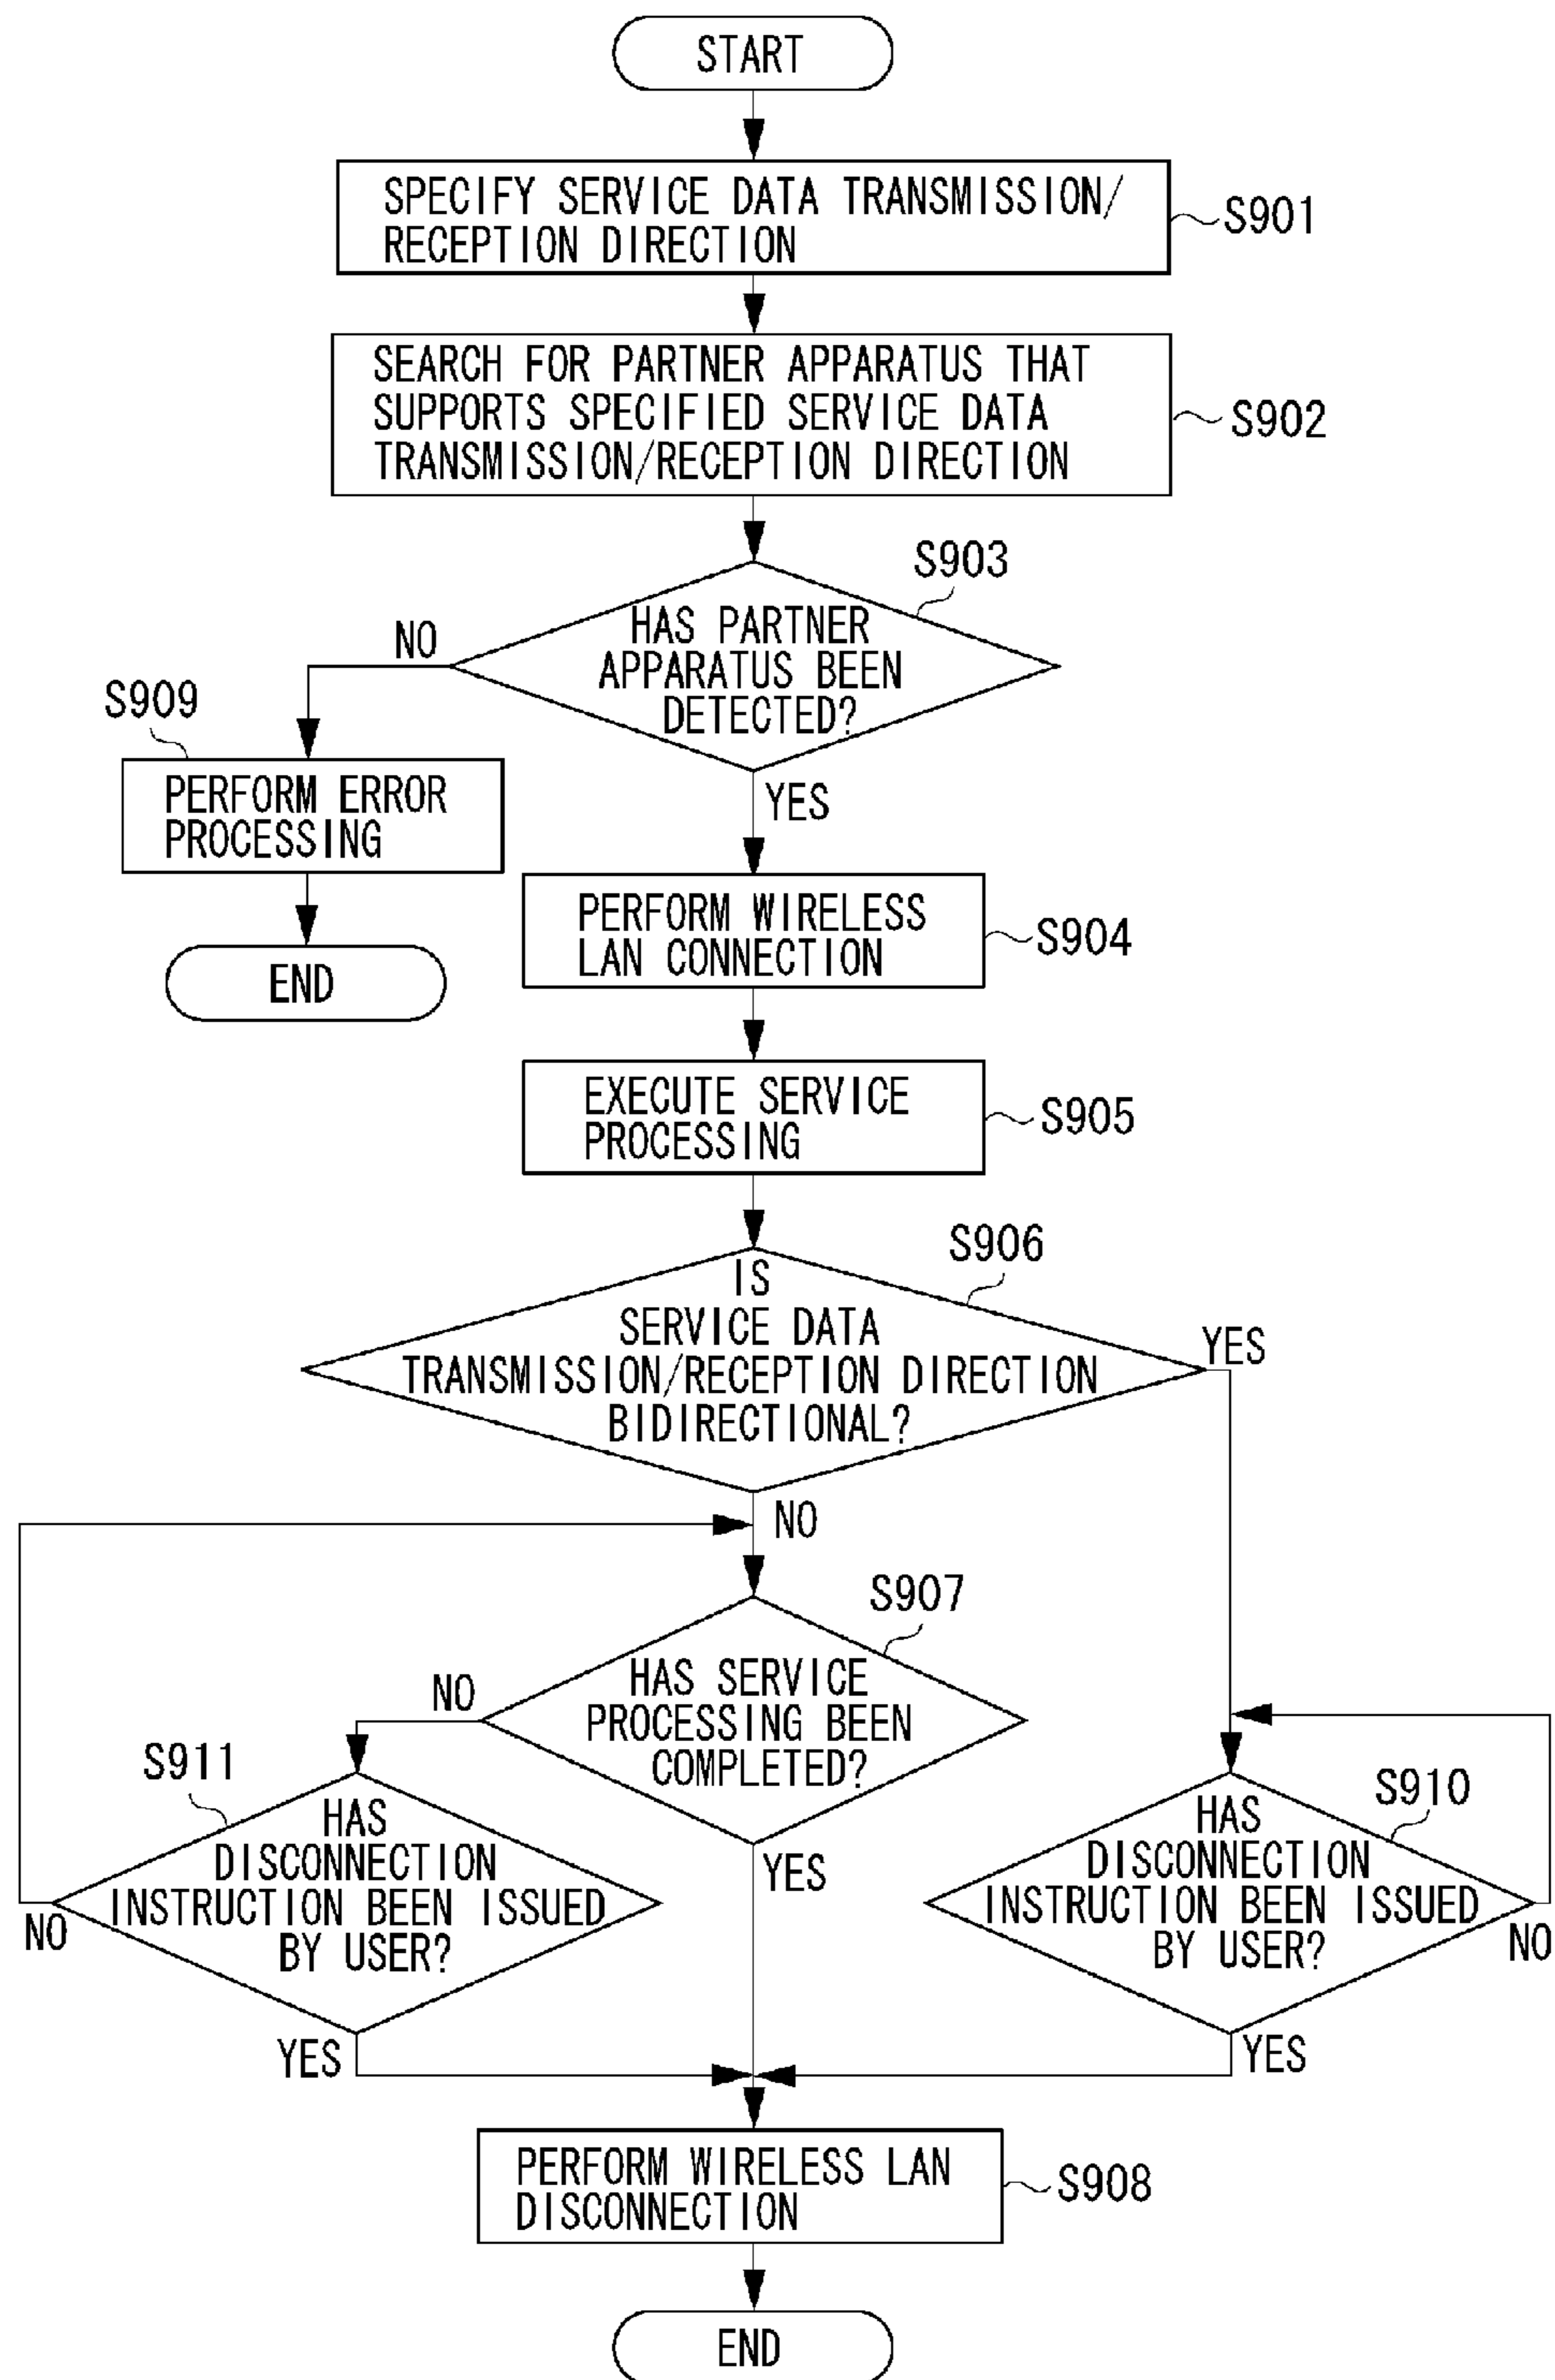 START
SPECIFY SERVICE DATA TRANSMISSION/
RECEPTION DIRECTION
S901
SEARCH FOR PARTNER APPARATUS THAT
SUPPORTS SPECIFIED SERVICE DATA
TRANSMISSION/RECEPTION DIRECTION
S902
S903
HAS PARTNER
APPARATUS BEEN
DETECTED?
NO
YES
S909
PERFORM ERROR
PROCESSING
END
PERFORM WIRELESS
LAN CONNECTION
S904
EXECUTE SERVICE
PROCESSING
S905
S906
IS
SERVICE DATA
TRANSMISSION/RECEPTION DIRECTION
BIDIRECTIONAL?
YES
NO
S907
HAS SERVICE
PROCESSING BEEN
COMPLETED?
NO
YES
S911
HAS
DISCONNECTION
INSTRUCTION BEEN ISSUED
BY USER?
NO
YES
S910
HAS
DISCONNECTION
INSTRUCTION BEEN ISSUED
BY USER?
NO
YES
PERFORM WIRELESS LAN
DISCONNECTION
S908
END